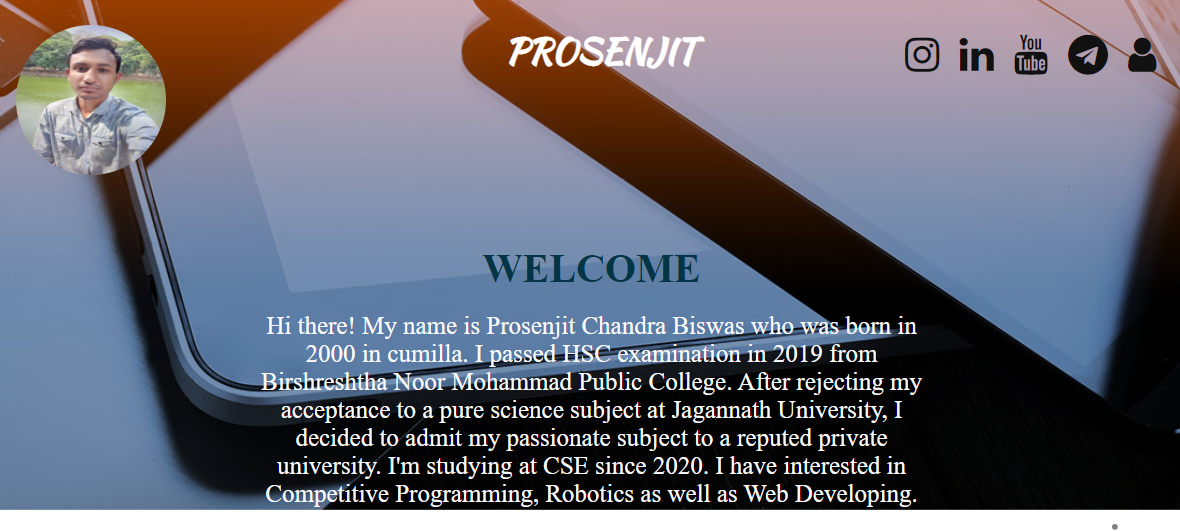 PROSENJIT
You
Tube
WELCOME
Hi there! My name is Prosenjit Chandra Biswas who was born in
2000 in cumilla. I passed HSC examination in 2019 from
Birshreshtha Noor Mohammad Public College. After rejecting my
acceptance to a pure science subject at Jagannath University, I
decided to admit my passionate subject to a reputed private
university. I'm studying at CSE since 2020. I have interested in
Competitive Programming, Robotics as well as Web Developing.